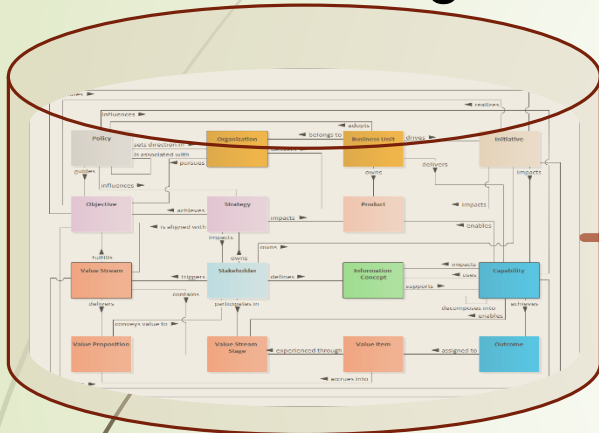 realizes
influences
adopts
Policy
Organization
belongs to
Business Unit
drives
Initiative
sets direction in
is associated with
pursues
delivers
guides
owns
impacts
influences
Objective
Strategy
Product
impacts
achieves
impacts
is aligned with
enables
impacts
owns
owns
fulfills
Value Stream
triggers
Stakeholder
defines
Information
Concept
impacts
uses
supports
Capability
contains
delivers
participates in
decomposes into
enables
achieves
conveys value to
Value Proposition
Value Stream
Stage
experienced through
Value Item
assigned to
Outcome
accrues into